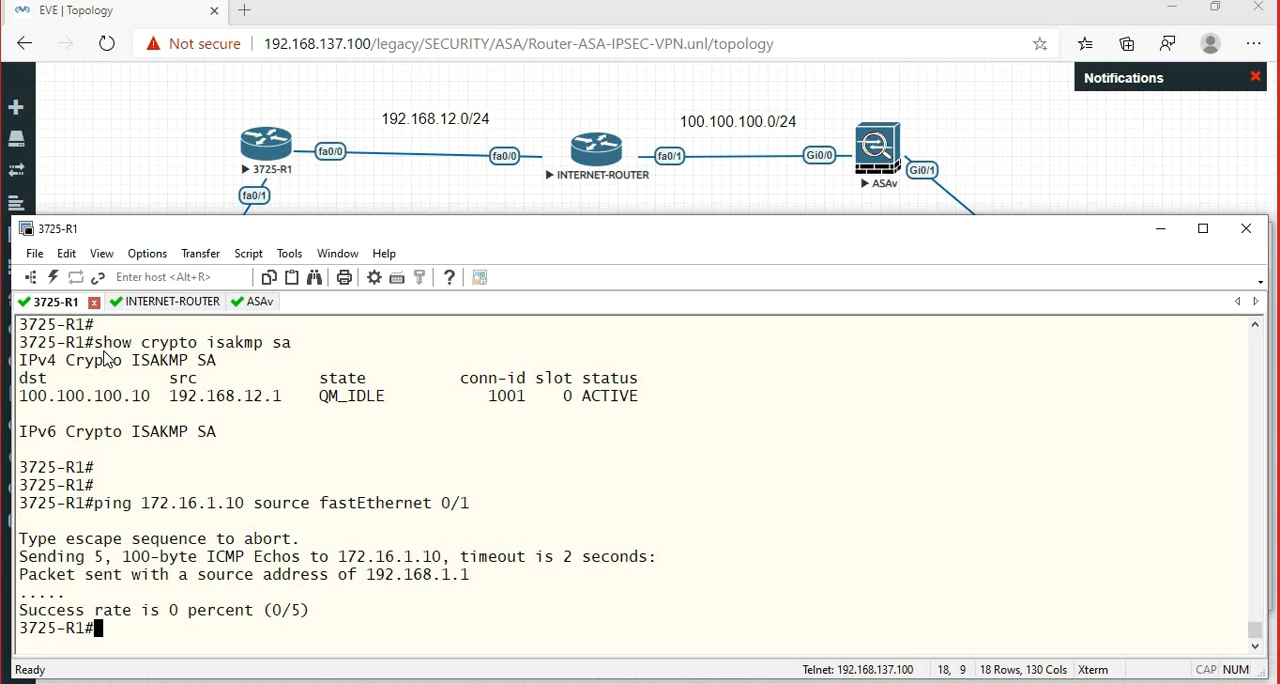 EVE | Topology
Not secure 192.168.137.100/legacy/SECURITY/ASA/Router-ASA-IPSEC-VPN.unl/topology
Notifications
192.168.12.0/24
100.100.100.0/24
fa0/0
fa0/0
fa0/1
Gi0/0
3725-R1
INTERNET-ROUTER
Gi0/1
ASAv
fa0/1
3725-R1
File Edit View Options Transfer Script Tools Window Help
Enter host <Alt+R>
3725-R1 INTERNET-ROUTER ASAv
3725-R1#
3725-R1#show crypto isakmp sa
IPv4 Crypto ISAKMP SA
dst src state conn-id slot status
100.100.100.10 192.168.12.1 QM_IDLE 1001 0 ACTIVE
IPv6 Crypto ISAKMP SA
3725-R1#
3725-R1#
3725-R1#ping 172.16.1.10 source fastEthernet 0/1
Type escape sequence to abort.
Sending 5, 100-byte ICMP Echos to 172.16.1.10, timeout is 2 seconds:
Packet sent with a source address of 192.168.1.1
.....
Success rate is 0 percent (0/5)
3725-R1#
Ready Telnet: 192.168.137.100 18, 9 18 Rows, 130 Cols Xterm CAP NUM